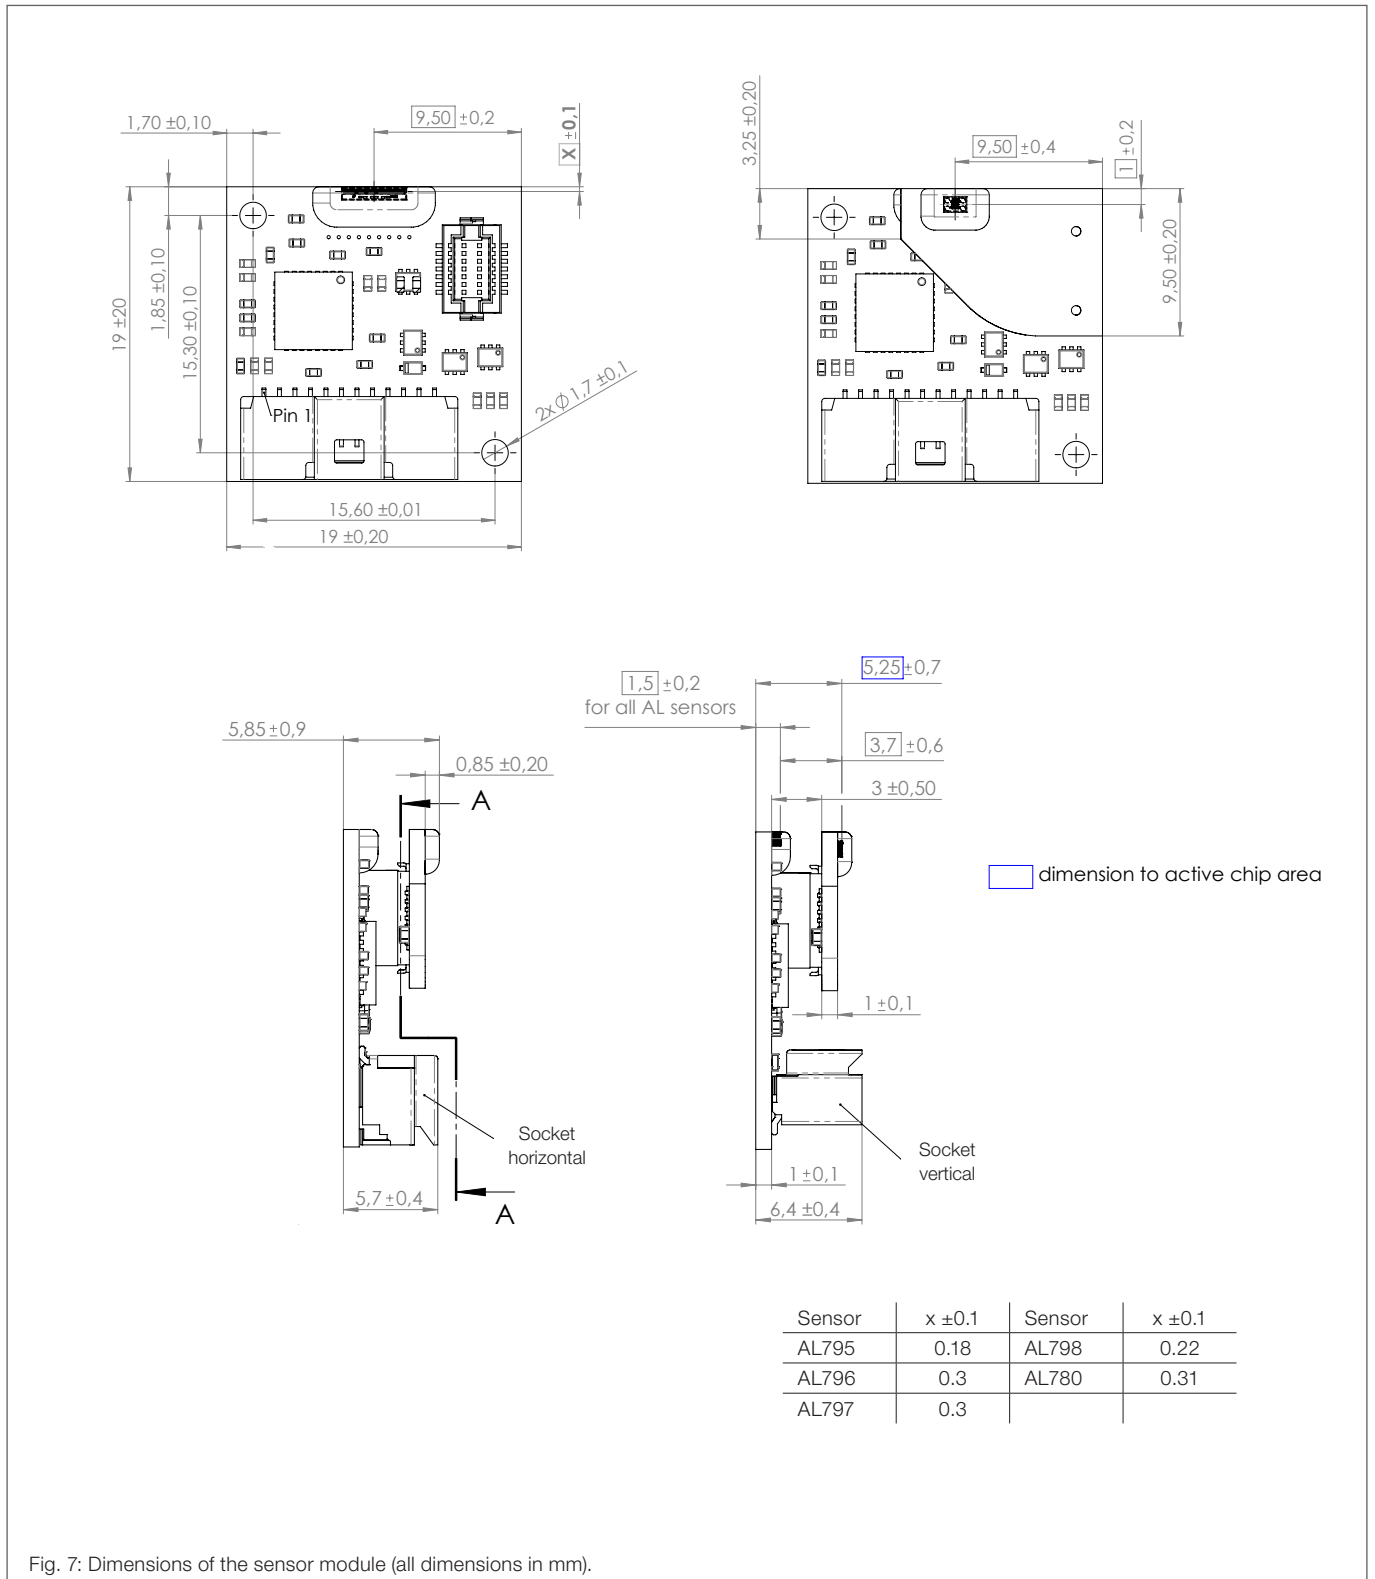 1,70 ±0,10
9,50 ±0,2
X ±0,1
3,25 ±0,20
9,50 ±0,4
1 ±0,2
19 ±20
1,85 ±0,10
15,30 ±0,10
9,50 ±0,20
2x Ø 1,7 ±0,1
Pin 1
15,60 ±0,01
19 ±0,20
1,5 ±0,2
for all AL sensors
5,25 ±0,7
5,85 ±0,9
3,7 ±0,6
0,85 ±0,20
3 ±0,50
A
dimension to active chip area
1 ±0,1
Socket
horizontal
Socket
vertical
5,7 ±0,4
A
1 ±0,1
6,4 ±0,4
Sensor x ±0.1 Sensor x ±0.1
AL795 0.18 AL798 0.22
AL796 0.3 AL780 0.31
AL797 0.3
Fig. 7: Dimensions of the sensor module (all dimensions in mm).